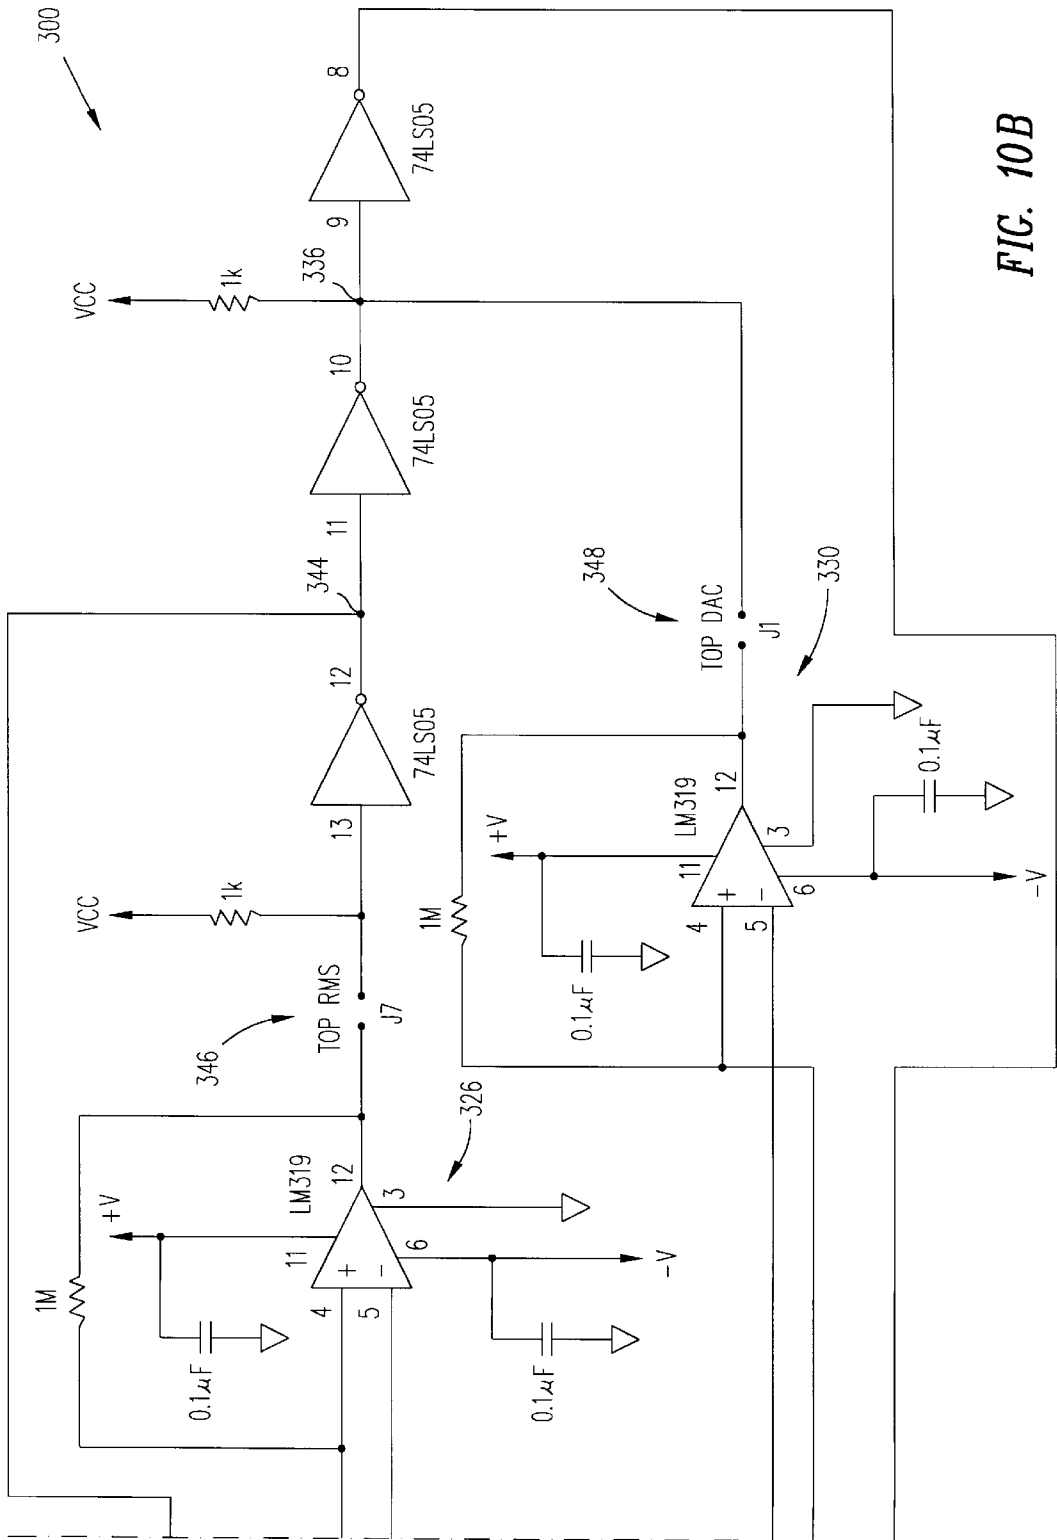 300
VCC
1k
VCC
1k
8
74LS05
9
336
10
74LS05
11
344
12
74LS05
13
346
TOP RMS
J7
1M
+V
0.1μF
LM319
11
12
3
326
4
+
5
−
6
0.1μF
-V
348
TOP DAC
J1
330
1M
+V
0.1μF
LM319
11
12
3
4
+
5
−
6
0.1μF
-V
FIG. 10B